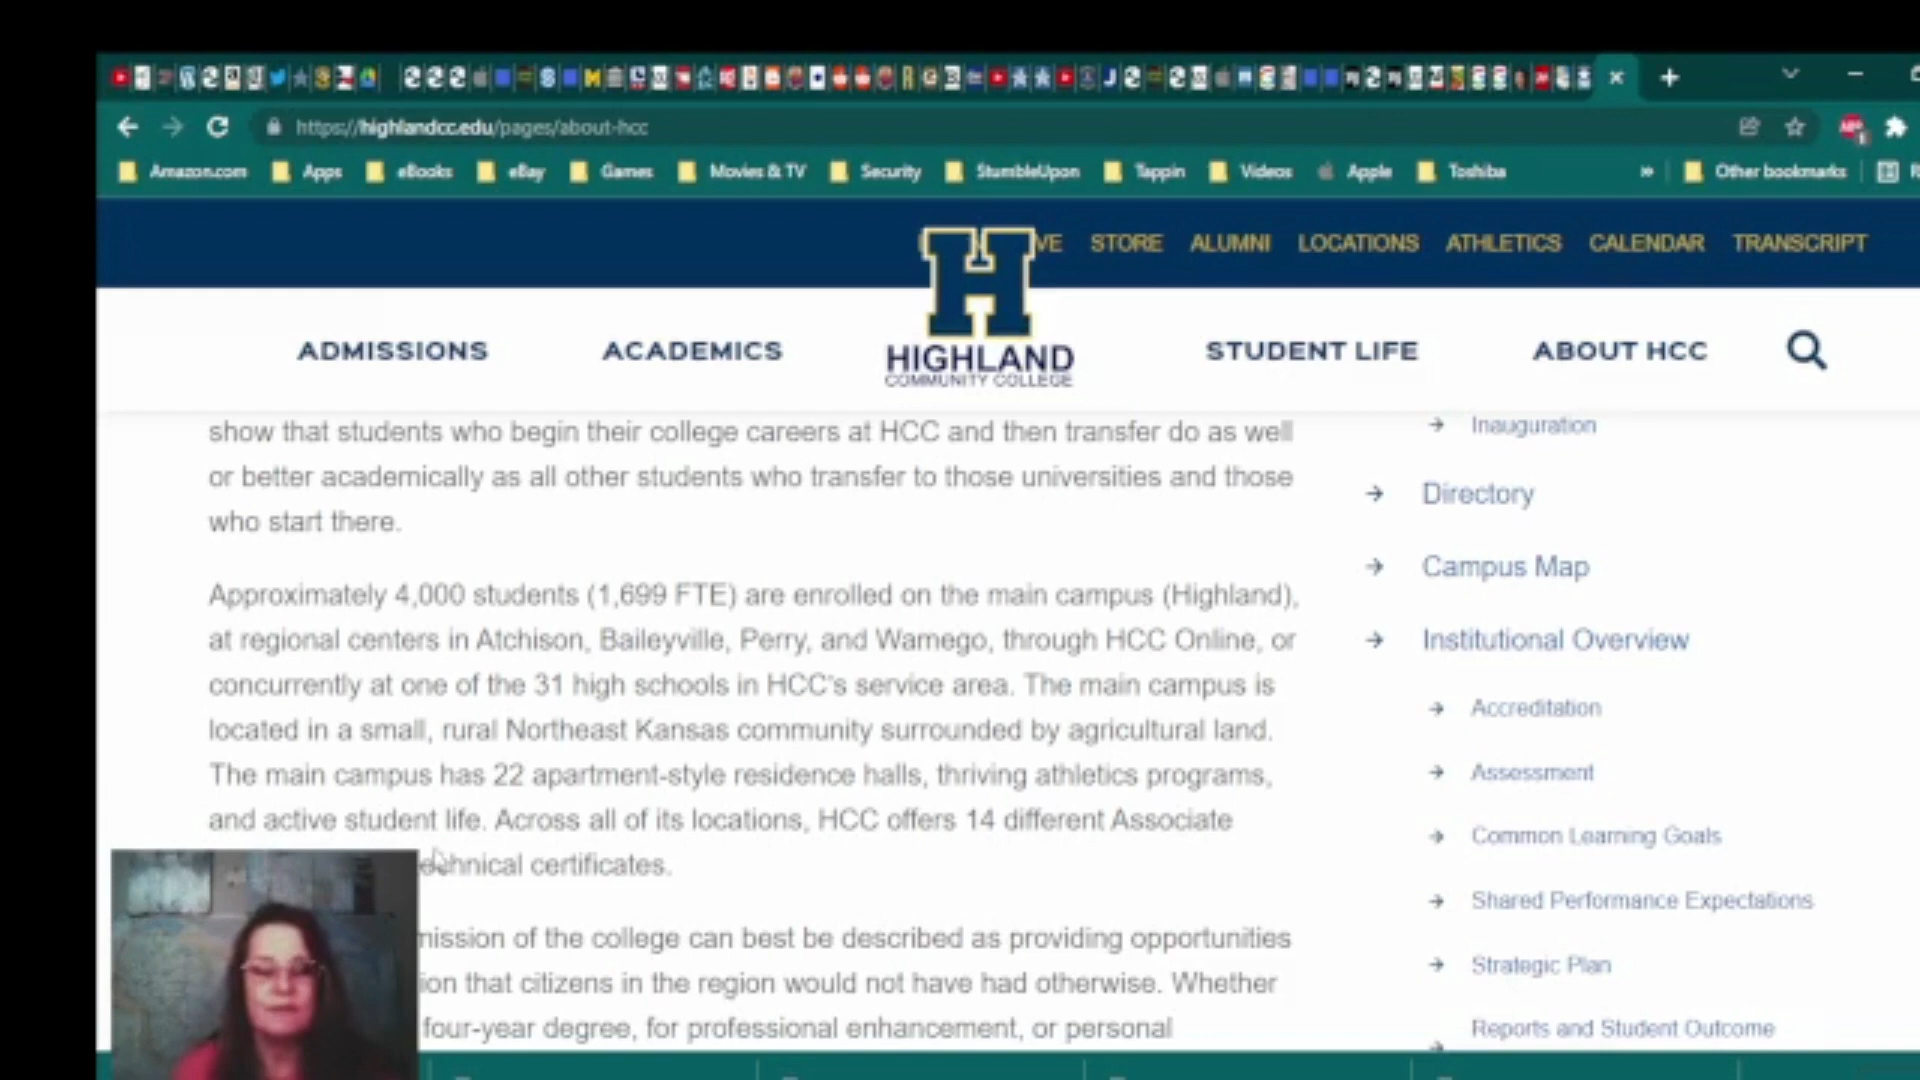 https://highlandcc.edu/pages/about-hcc
Amazon.com Apps eBooks eBay Games Movies & TV Security StumbleUpon Tappin Videos Apple Toshiba » Other bookmarks
VE STORE ALUMNI LOCATIONS ATHLETICS CALENDAR TRANSCRIPT
H
ADMISSIONS ACADEMICS HIGHLAND STUDENT LIFE ABOUT HCC
COMMUNITY COLLEGE
show that students who begin their college careers at HCC and then transfer do as well
or better academically as all other students who transfer to those universities and those
who start there.
Approximately 4,000 students (1,699 FTE) are enrolled on the main campus (Highland),
at regional centers in Atchison, Baileyville, Perry, and Wamego, through HCC Online, or
concurrently at one of the 31 high schools in HCC's service area. The main campus is
located in a small, rural Northeast Kansas community surrounded by agricultural land.
The main campus has 22 apartment-style residence halls, thriving athletics programs,
and active student life. Across all of its locations, HCC offers 14 different Associate
echnical certificates.
mission of the college can best be described as providing opportunities
ion that citizens in the region would not have had otherwise. Whether
four-year degree, for professional enhancement, or personal
→ Inauguration
→ Directory
→ Campus Map
→ Institutional Overview
→ Accreditation
→ Assessment
→ Common Learning Goals
→ Shared Performance Expectations
→ Strategic Plan
→ Reports and Student Outcome